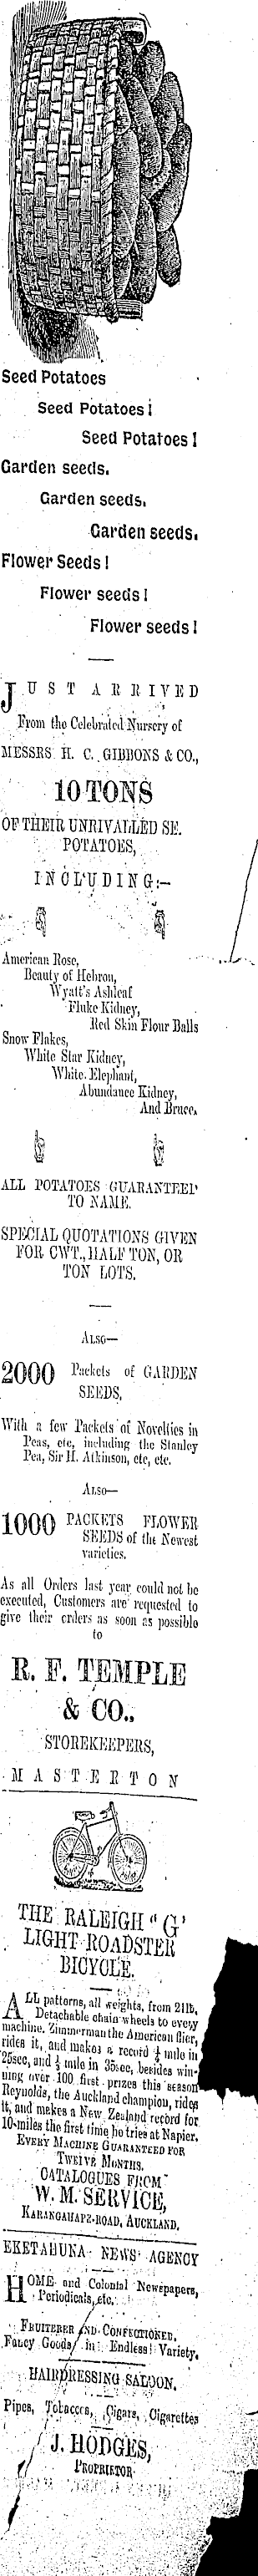 Seed Potatoes
Seed Potatoes!
Seed Potatoes!
Garden seeds.
Garden seeds.
Garden seeds.
Flower Seeds!
Flower seeds!
Flower seeds!
JUST ARRIVED
From the Celebrated Nursery of
MESSRS H. C. GIBBONS & CO.,
10 TONS
OF THEIR UNRIVALLED SE.
POTATOES,
INCLUDING:—
American Rose,
Beauty of Hebron,
Wyatt's Ashleaf
Fluke Kidney,
Red Skin Flour Balls
Snow Flakes,
White Star Kidney,
White Elephant,
Abundance Kidney,
And Bruce.
ALL POTATOES GUARANTEED
TO NAME.
SPECIAL QUOTATIONS GIVEN
FOR CWT., HALF TON, OR
TON LOTS.
ALSO—
2000 Packets of GARDEN
SEEDS,
With a few Packets of Novelties in
Peas, etc, including the Stanley
Pea, Sir H. Atkinson, etc, etc.
ALSO—
1000 PACKETS FLOWER
SEEDS of the Newest
varieties.
As all Orders last year could not be
executed, Customers are requested to
give their orders as soon as possible
to
R. F. TEMPLE
& CO.,
STOREKEEPERS,
MASTERTON
THE RALEIGH "G"
LIGHT ROADSTER
BICYCLE.
ALL patterns, all weights, from 21lb,
Detachable chain wheels to every
machine. Zimmerman the American flier,
rides it, and makes a record ¼ mile in
25sec, and ⅓ mile in 35sec, besides win-
ning over 100 first prizes this season
Reynolds, the Auckland champion, rides
it, and makes a New Zealand record for
10 miles the first time he tries at Napier.
EVERY MACHINE GUARANTEED FOR
TWELVE MONTHS.
CATALOGUES FROM
W. M. SERVICE,
KARANGAHAPE-ROAD, AUCKLAND.
EKETAHUNA NEWS AGENCY
HOME and Colonial Newspapers,
Periodicals, etc.
FRUITERER AND CONFECTIONER.
Fancy Goods in Endless Variety.
HAIRDRESSING SALOON.
Pipes, Tobaccos, Cigars, Cigarettes
J. HODGES,
PROPRIETOR